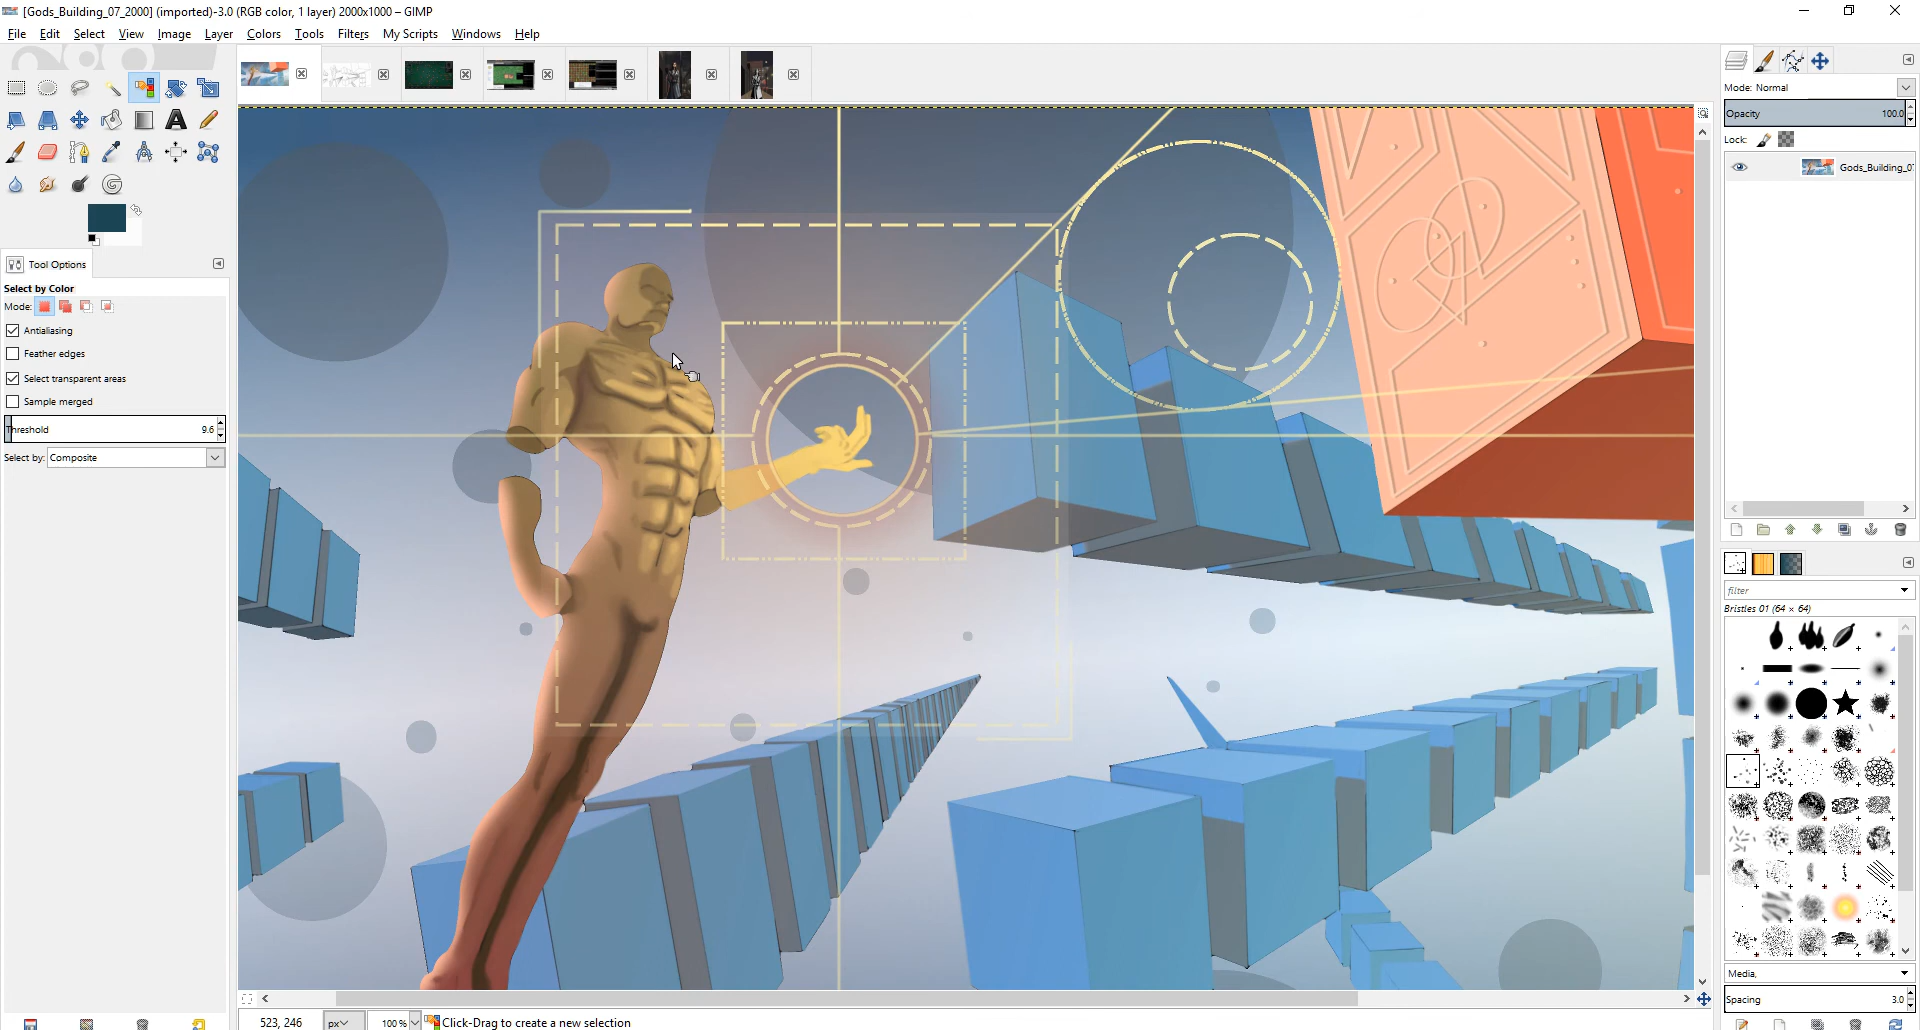 [Gods_Building_07_2000] (imported)-3.0 (RGB color, 1 layer) 2000x1000 – GIMP
File Edit Select View Image Layer Colors Tools Filters My Scripts Windows Help
Mode: Normal
Opacity 100.0
Lock:
Gods_Building_0
Tool Options
Select by Color
Mode:
Antialiasing
Feather edges
Select transparent areas
Sample merged
Threshold 9.6
Select by: Composite
filter
Bristles 01 (64 × 64)
Media,
Spacing 3.0
523, 246 px 100 % Click-Drag to create a new selection